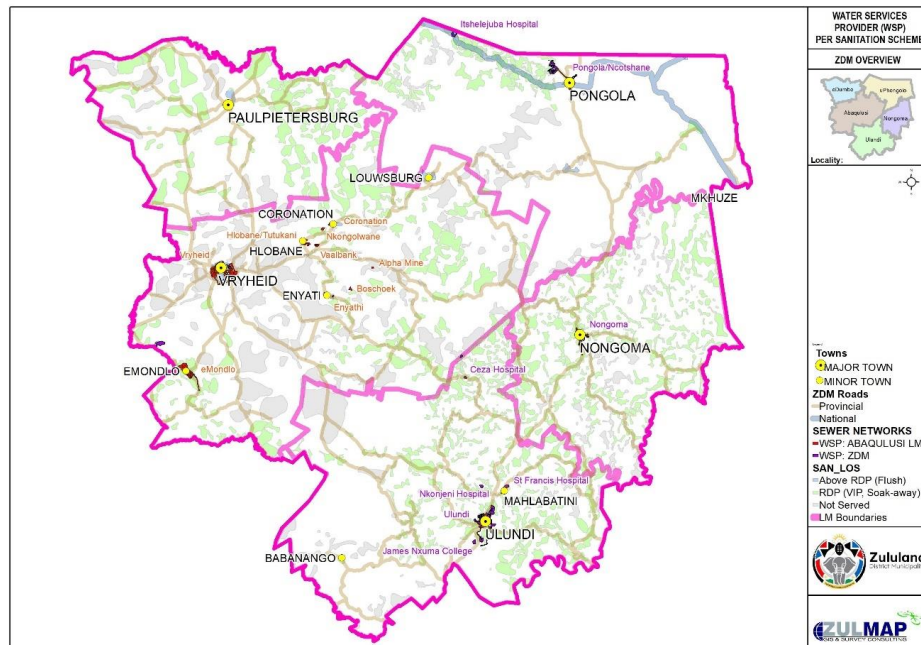 WATER SERVICES
PROVIDER (WSP)
PER SANITATION SCHEME
ZDM OVERVIEW
eDumbe
uPhongolo
Abaqulusi
Nongoma
Ulundi
Locality:
Itshelejuba Hospital
Pongola/Ncotshane
PONGOLA
PAULPIETERSBURG
LOUWSBURG
MKHUZE
CORONATION
Coronation
Hlobane/Tutukani
Nkongolwane
HLOBANE
Vaalbank
Vryheid
Alpha Mine
VRYHEID
Boschoek
ENYATI
Enyathi
Nongoma
NONGOMA
EMONDLO
eMondlo
Ceza Hospital
St Francis Hospital
Nkonjeni Hospital
MAHLABATINI
Ulundi
ULUNDI
James Nxuma College
BABANANGO
Towns
MAJOR TOWN
MINOR TOWN
ZDM Roads
Provincial
National
SEWER NETWORKS
WSP: ABAQULUSI LM
WSP: ZDM
SAN_LOS
Above RDP (Flush)
RDP (VIP, Soak-away)
Not Served
LM Boundaries
Zululand
District Municipality
ZULMAP
GIS & SURVEY CONSULTING